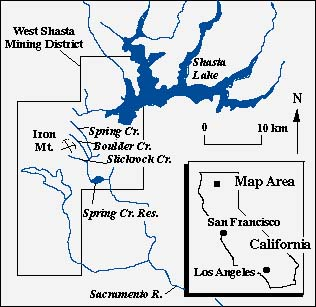 West Shasta
Mining District
Shasta
Lake
N
Iron
Mt.
Spring Cr.
Boulder Cr.
Slickrock Cr.
0 10 km
Spring Cr. Res.
Sacramento R.
Map Area
San Francisco
California
Los Angeles